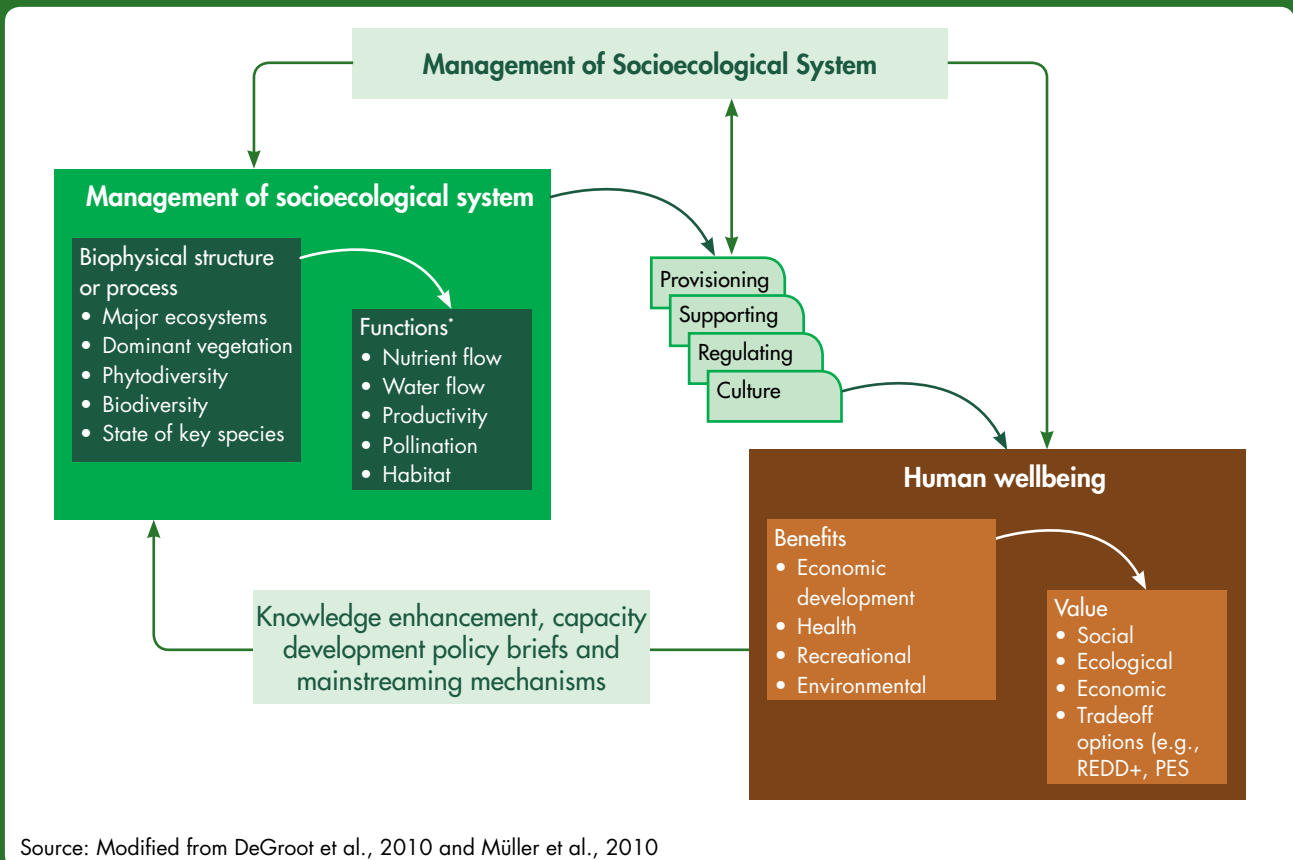 Management of Socioecological System
Management of socioecological system
Biophysical structure
or process
• Major ecosystems
• Dominant vegetation
• Phytodiversity
• Biodiversity
• State of key species
Functions*
• Nutrient flow
• Water flow
• Productivity
• Pollination
• Habitat
Provisioning
Supporting
Regulating
Culture
Human wellbeing
Benefits
• Economic
development
• Health
• Recreational
• Environmental
Value
• Social
• Ecological
• Economic
• Tradeoff
options (e.g.,
REDD+, PES
Knowledge enhancement, capacity
development policy briefs and
mainstreaming mechanisms
Source: Modified from DeGroot et al., 2010 and Müller et al., 2010